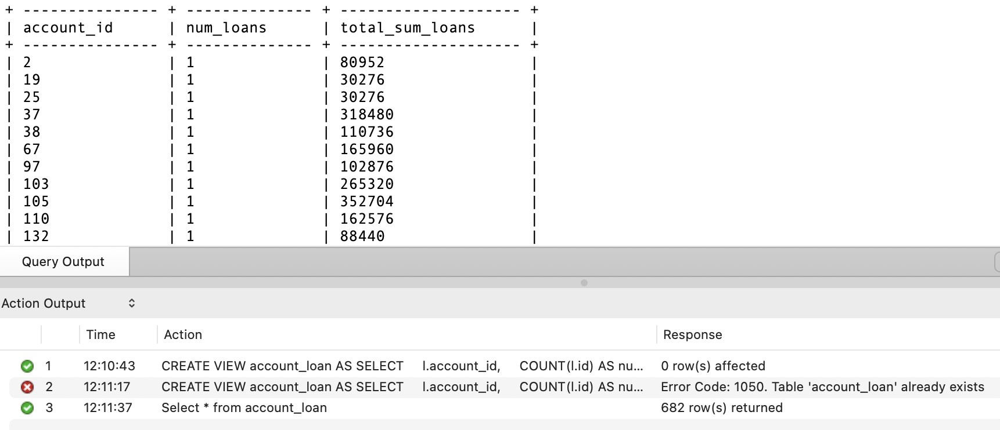 + --------------- + -------------- + -------------------- +
| account_id | num_loans | total_sum_loans |
+ --------------- + -------------- + -------------------- +
| 2 | 1 | 80952 |
| 19 | 1 | 30276 |
| 25 | 1 | 30276 |
| 37 | 1 | 318480 |
| 38 | 1 | 110736 |
| 67 | 1 | 165960 |
| 97 | 1 | 102876 |
| 103 | 1 | 265320 |
| 105 | 1 | 352704 |
| 110 | 1 | 162576 |
| 132 | 1 | 88440 |
Query Output
Action Output
Time Action Response
1 12:10:43 CREATE VIEW account_loan AS SELECT l.account_id, COUNT(l.id) AS nu... 0 row(s) affected
2 12:11:17 CREATE VIEW account_loan AS SELECT l.account_id, COUNT(l.id) AS nu... Error Code: 1050. Table 'account_loan' already exists
3 12:11:37 Select * from account_loan 682 row(s) returned